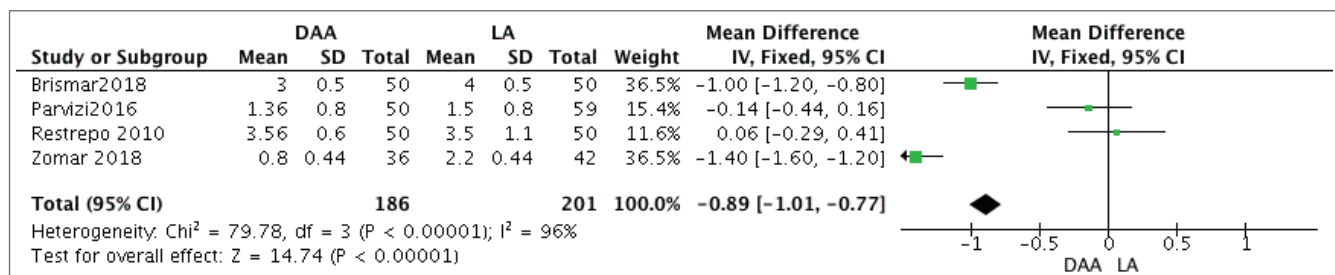 DAA LA Mean Difference Mean Difference
Study or Subgroup Mean SD Total Mean SD Total Weight IV, Fixed, 95% CI IV, Fixed, 95% CI
Brismar2018 3 0.5 50 4 0.5 50 36.5% -1.00 [-1.20, -0.80]
Parvizi2016 1.36 0.8 50 1.5 0.8 59 15.4% -0.14 [-0.44, 0.16]
Restrepo 2010 3.56 0.6 50 3.5 1.1 50 11.6% 0.06 [-0.29, 0.41]
Zomar 2018 0.8 0.44 36 2.2 0.44 42 36.5% -1.40 [-1.60, -1.20]
Total (95% CI) 186 201 100.0% -0.89 [-1.01, -0.77]
Heterogeneity: Chi² = 79.78, df = 3 (P < 0.00001); I² = 96%
Test for overall effect: Z = 14.74 (P < 0.00001)
-1 -0.5 0 0.5 1
DAA LA